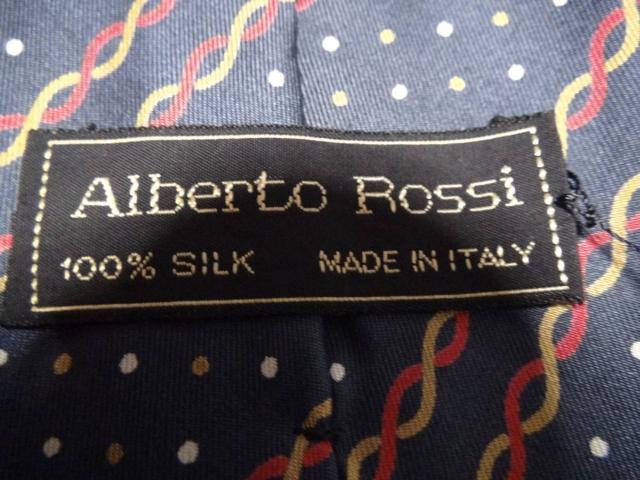 Alberto Rossi
100% SILK MADE IN ITALY